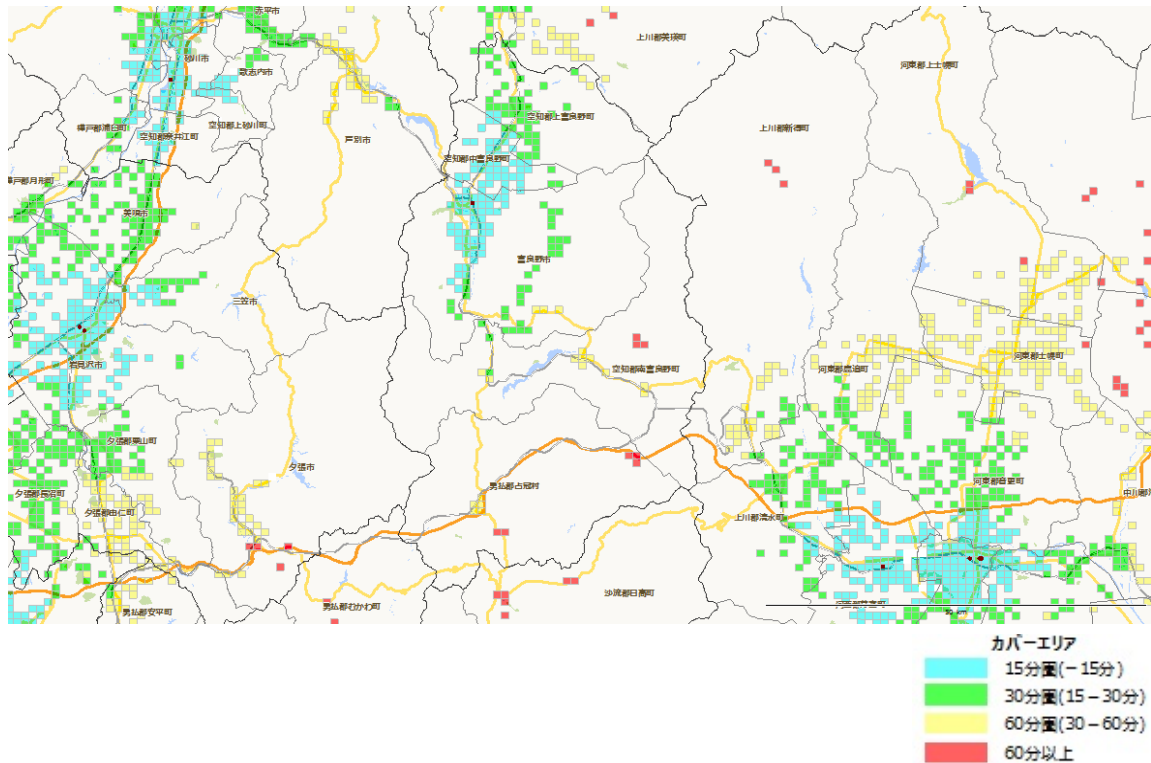 赤平市
上川郡美瑛町
砂川市
歌志内市
河東郡上士幌町
樺戸郡浦臼町
空知郡奈井江町
空知郡上砂川町
空知郡上富良野町
上川郡新得町
芦別市
空知郡中富良野町
樺戸郡月形町
美唄市
富良野市
三笠市
岩見沢市
空知郡南富良野町
河東郡鹿追町
河東郡士幌町
夕張郡栗山町
夕張市
夕張郡長沼町
勇払郡占冠村
河東郡音更町
中川郡
夕張郡由仁町
上川郡清水町
勇払郡安平町
勇払郡むかわ町
沙流郡日高町
カバーエリア
15分圏(－15分)
30分圏(15－30分)
60分圏(30－60分)
60分以上